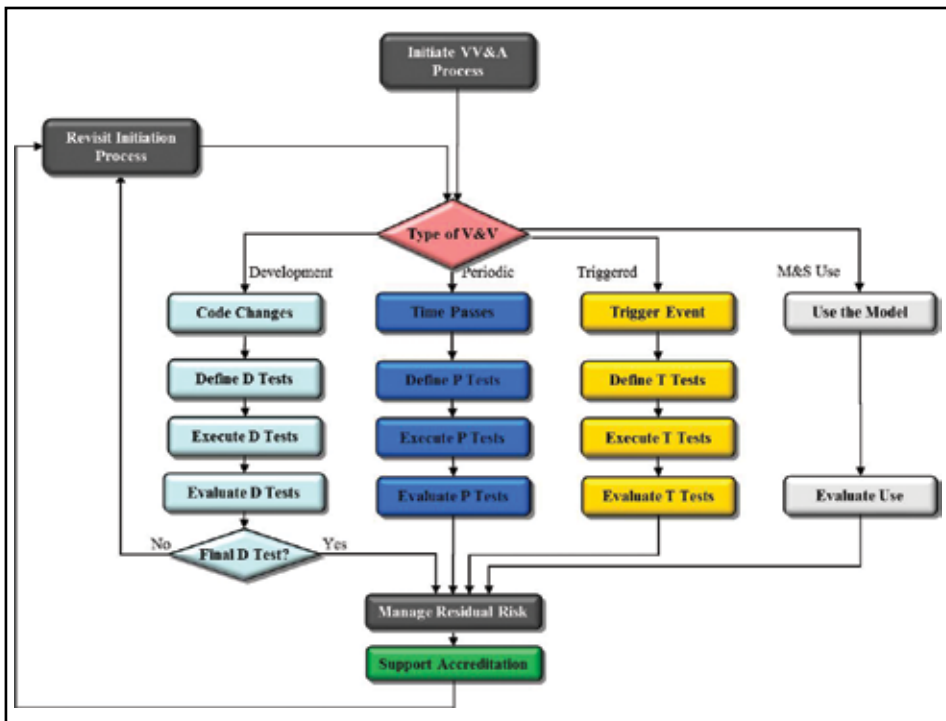 Initiate VV&A
Process
Revisit Initiation
Process
Type of V&V
Development
Periodic
Triggered
M&S Use
Code Changes
Time Passes
Trigger Event
Use the Model
Define D Tests
Define P Tests
Define T Tests
Execute D Tests
Execute P Tests
Execute T Tests
Evaluate D Tests
Evaluate P Tests
Evaluate T Tests
Evaluate Use
No
Final D Test?
Yes
Manage Residual Risk
Support Accreditation